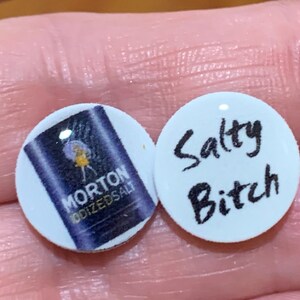 MORTON
IODIZED SALT
Salty
Bitch